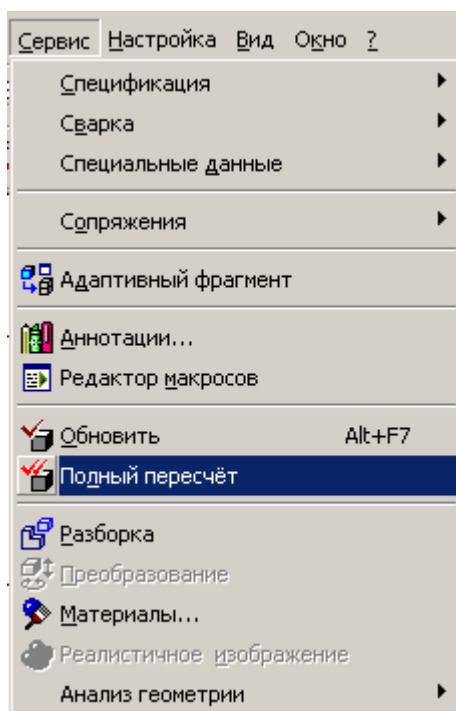 Сервис Настройка Вид Окно ?
Спецификация
Сварка
Специальные данные
Сопряжения
Адаптивный фрагмент
Аннотации...
Редактор макросов
Обновить Alt+F7
Полный пересчёт
Разборка
Преобразование
Материалы...
Реалистичное изображение
Анализ геометрии